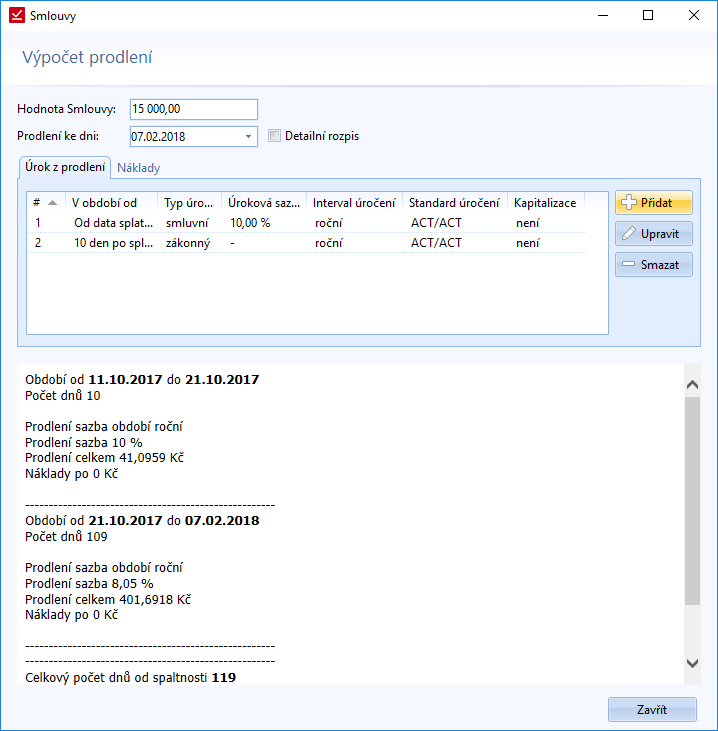 Smlouvy
Výpočet prodlení
Hodnota Smlouvy: 15 000,00
Prodlení ke dni: 07.02.2018 Detailní rozpis
Úrok z prodlení Náklady
# V období od Typ úro... Úroková saz... Interval úročení Standard úročení Kapitalizace
1 Od data splat... smluvní 10,00 % roční ACT/ACT není
2 10 den po spl... zákonný - roční ACT/ACT není
Přidat
Upravit
Smazat
Období od 11.10.2017 do 21.10.2017
Počet dnů 10
Prodlení sazba období roční
Prodlení sazba 10 %
Prodlení celkem 41,0959 Kč
Náklady po 0 Kč
------------------------------------------------------
Období od 21.10.2017 do 07.02.2018
Počet dnů 109
Prodlení sazba období roční
Prodlení sazba 8,05 %
Prodlení celkem 401,6918 Kč
Náklady po 0 Kč
------------------------------------------------------
------------------------------------------------------
Celkový počet dnů od spaltnosti 119
Zavřít